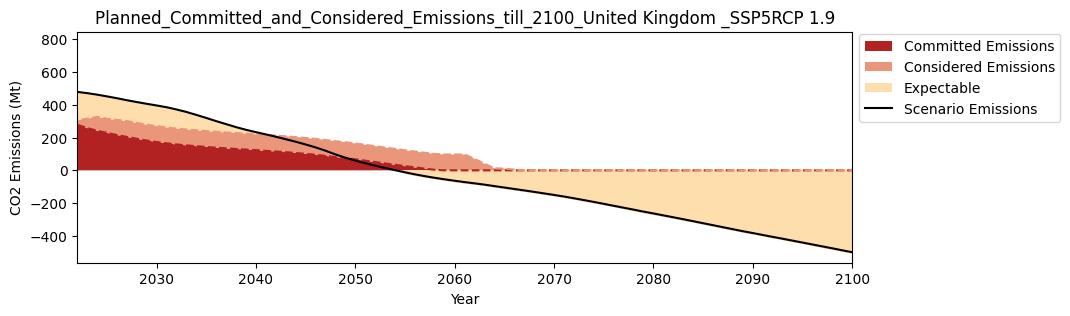 Planned_Committed_and_Considered_Emissions_till_2100_United Kingdom _SSP5RCP 1.9
CO2 Emissions (Mt)
800
600
400
200
0
−200
−400
2030 2040 2050 2060 2070 2080 2090 2100
Year
Committed Emissions
Considered Emissions
Expectable
Scenario Emissions